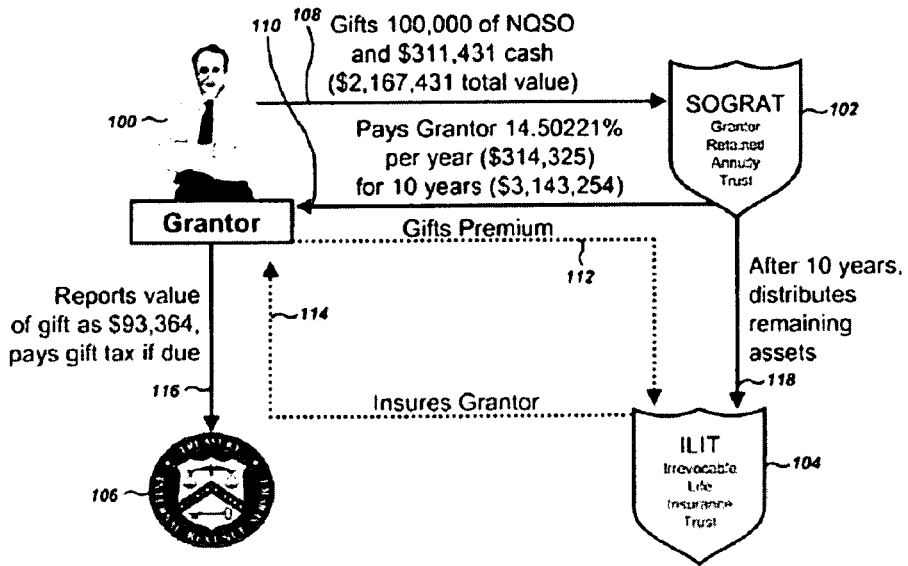 110
108
Gifts 100,000 of NQSO
and $311,431 cash
($2,167,431 total value)
100
SOGRAT
Grantor
Retained
Annuity
Trust
102
Pays Grantor 14.50221%
per year ($314,325)
for 10 years ($3,143,254)
Grantor
Gifts Premium
112
Reports value
of gift as $93,364,
pays gift tax if due
114
After 10 years,
distributes
remaining
assets
116
118
Insures Grantor
ILIT
Irrevocable
Life
Insurance
Trust
104
106